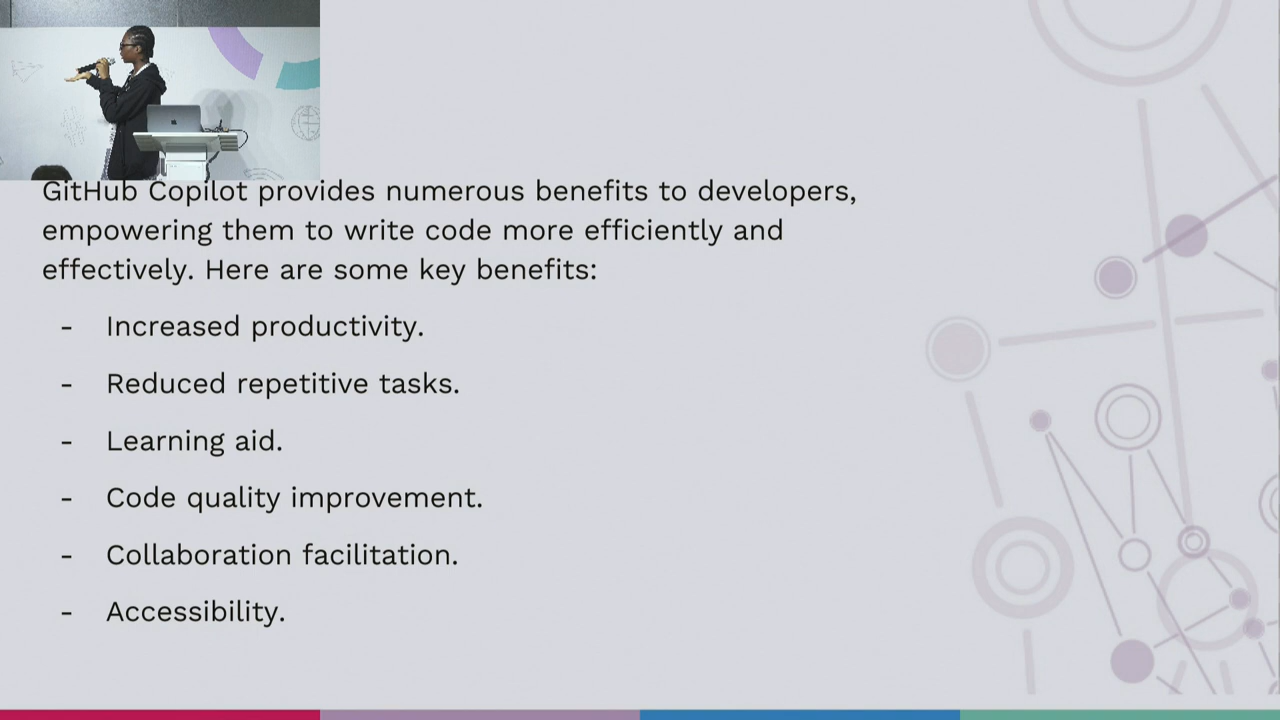 GitHub Copilot provides numerous benefits to developers,
empowering them to write code more efficiently and
effectively. Here are some key benefits:
- Increased productivity.
- Reduced repetitive tasks.
- Learning aid.
- Code quality improvement.
- Collaboration facilitation.
- Accessibility.